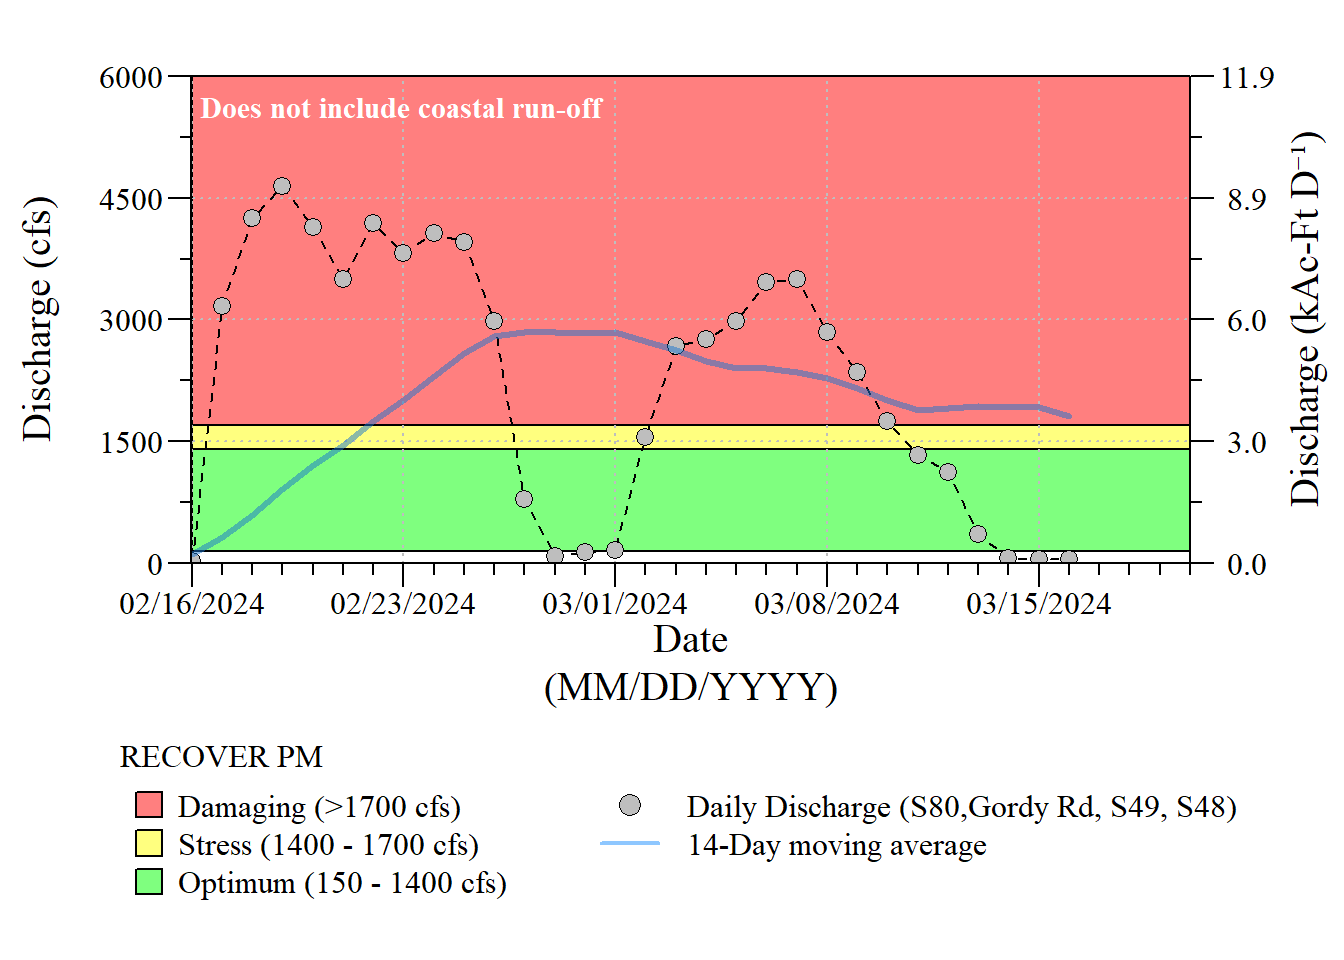 Does not include coastal run-off
6000
4500
3000
1500
0
Discharge (cfs)
11.9
8.9
6.0
3.0
0.0
Discharge (kAc-Ft D⁻¹)
02/16/2024 02/23/2024 03/01/2024 03/08/2024 03/15/2024
Date
(MM/DD/YYYY)
RECOVER PM
Damaging (>1700 cfs)
Stress (1400 - 1700 cfs)
Optimum (150 - 1400 cfs)
Daily Discharge (S80,Gordy Rd, S49, S48)
14-Day moving average